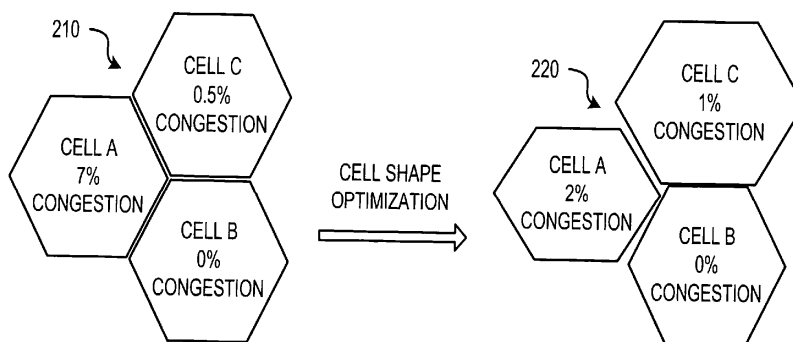 210
CELL C
0.5%
CONGESTION
CELL A
7%
CONGESTION
CELL B
0%
CONGESTION
CELL SHAPE
OPTIMIZATION
220
CELL C
1%
CONGESTION
CELL A
2%
CONGESTION
CELL B
0%
CONGESTION